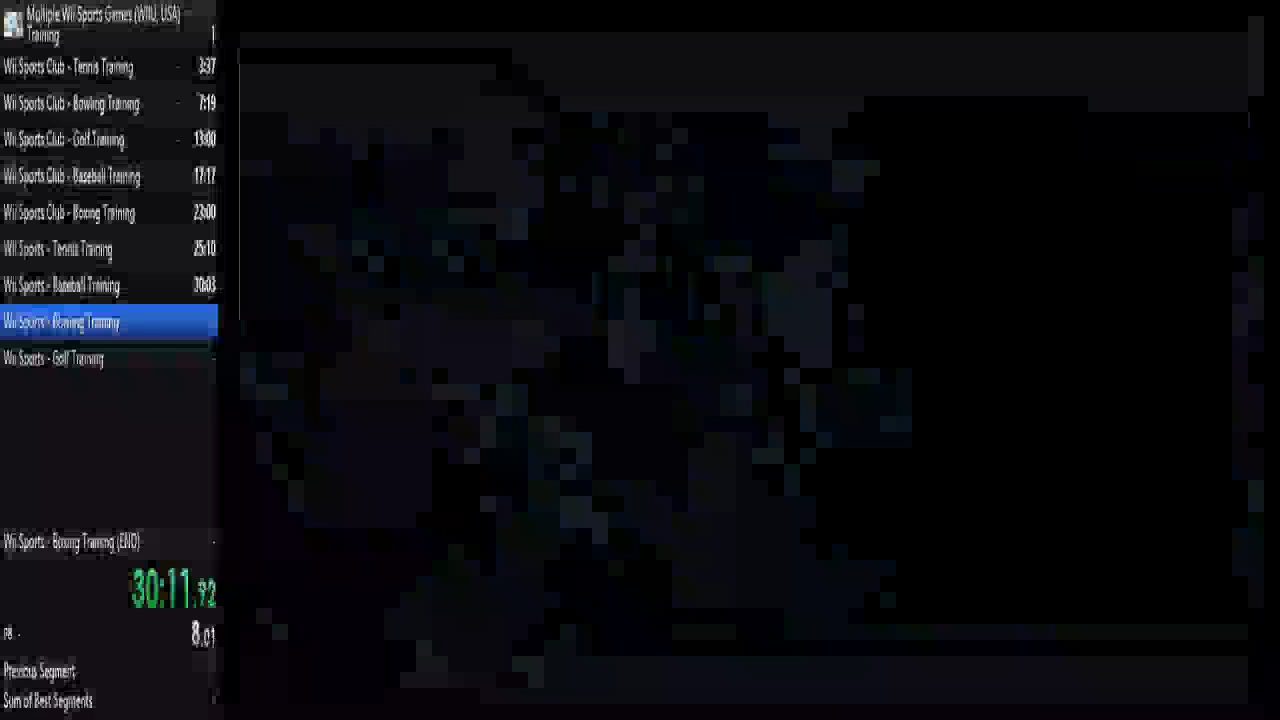 Multiple Wii Sports Games (WIIU, USA)
Training 1
Wii Sports Club - Tennis Training - 3:37
Wii Sports Club - Bowling Training - 7:19
Wii Sports Club - Golf Training - 13:00
Wii Sports Club - Baseball Training 17:17
Wii Sports Club - Boxing Training 23:00
Wii Sports - Tennis Training 25:10
Wii Sports - Baseball Training 30:03
Wii Sports - Bowling Training
Wii Sports - Golf Training -
Wii Sports - Boxing Training (END) -
30:11.92
PB - 8.01
Previous Segment
Sum of Best Segments